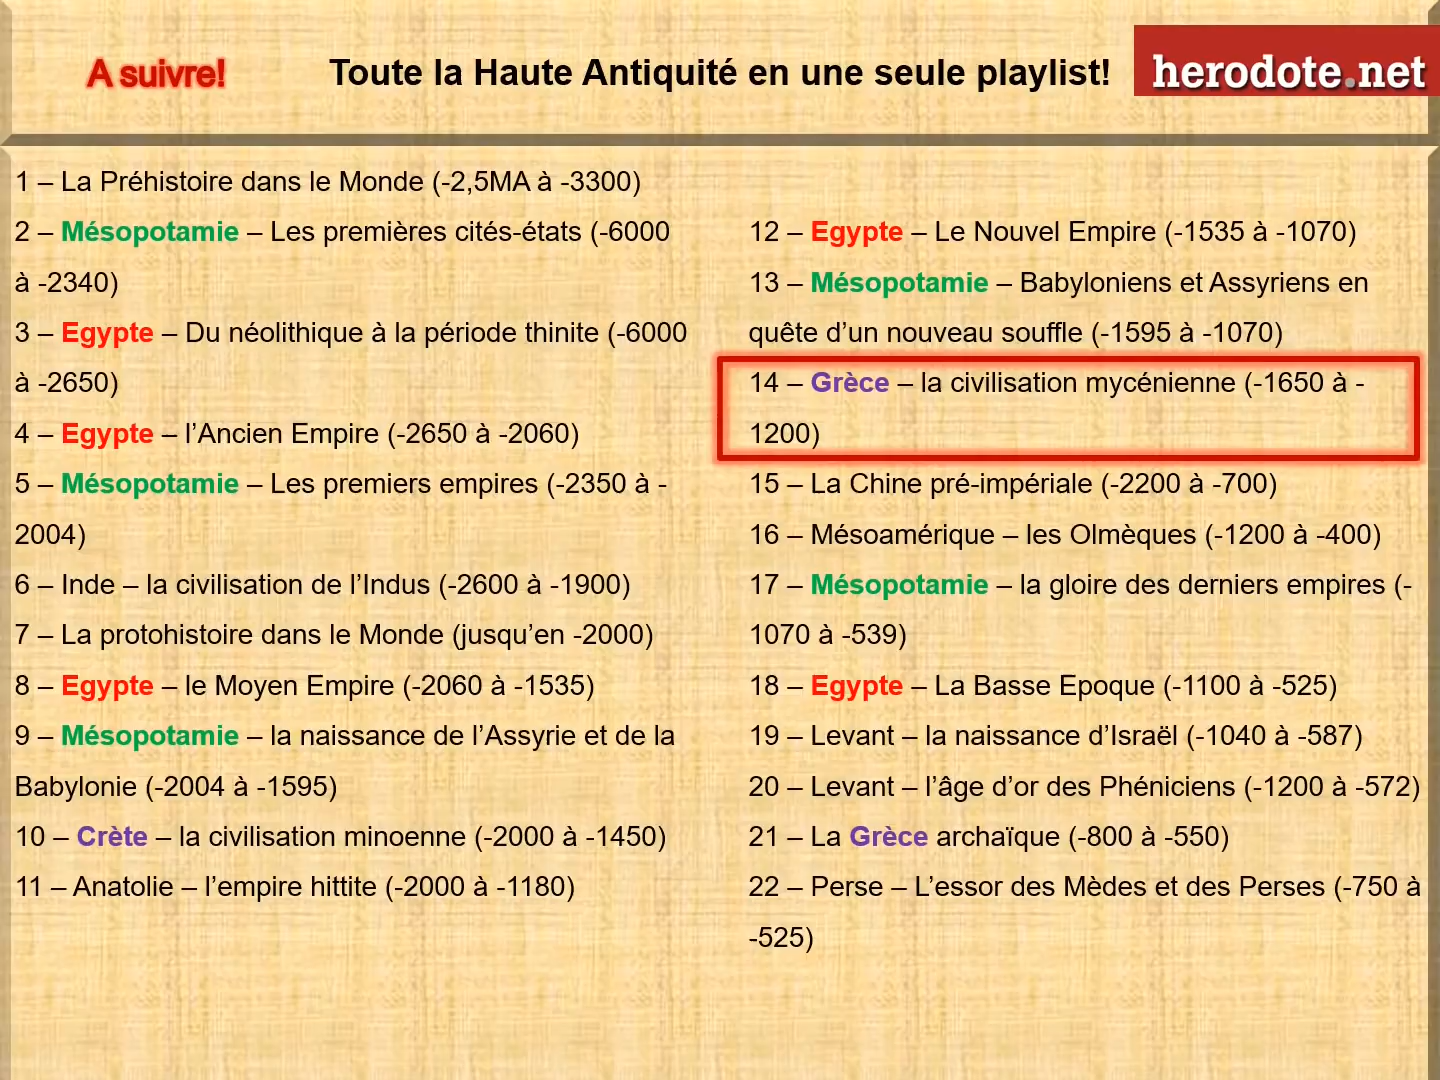 A suivre!
Toute la Haute Antiquité en une seule playlist!
herodote.net
1 – La Préhistoire dans le Monde (-2,5MA à -3300)
2 – Mésopotamie – Les premières cités-états (-6000
à -2340)
3 – Egypte – Du néolithique à la période thinite (-6000
à -2650)
4 – Egypte – l’Ancien Empire (-2650 à -2060)
5 – Mésopotamie – Les premiers empires (-2350 à -
2004)
6 – Inde – la civilisation de l’Indus (-2600 à -1900)
7 – La protohistoire dans le Monde (jusqu’en -2000)
8 – Egypte – le Moyen Empire (-2060 à -1535)
9 – Mésopotamie – la naissance de l’Assyrie et de la
Babylonie (-2004 à -1595)
10 – Crète – la civilisation minoenne (-2000 à -1450)
11 – Anatolie – l’empire hittite (-2000 à -1180)
12 – Egypte – Le Nouvel Empire (-1535 à -1070)
13 – Mésopotamie – Babyloniens et Assyriens en
quête d’un nouveau souffle (-1595 à -1070)
14 – Grèce – la civilisation mycénienne (-1650 à -
1200)
15 – La Chine pré-impériale (-2200 à -700)
16 – Mésoamérique – les Olmèques (-1200 à -400)
17 – Mésopotamie – la gloire des derniers empires (-
1070 à -539)
18 – Egypte – La Basse Epoque (-1100 à -525)
19 – Levant – la naissance d’Israël (-1040 à -587)
20 – Levant – l’âge d’or des Phéniciens (-1200 à -572)
21 – La Grèce archaïque (-800 à -550)
22 – Perse – L’essor des Mèdes et des Perses (-750 à
-525)